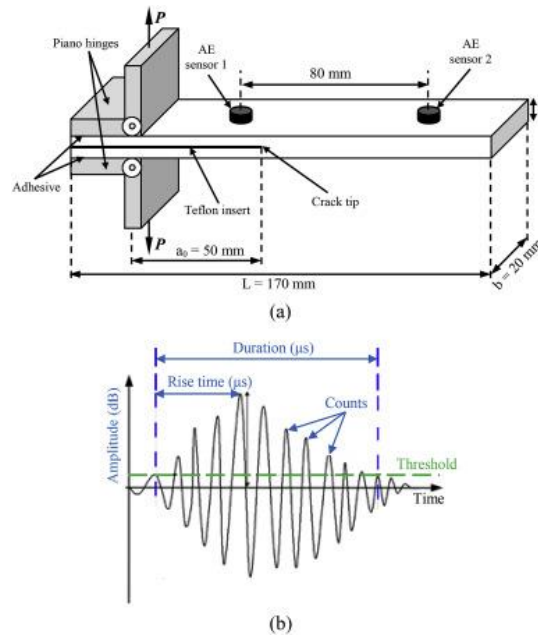 P
Piano hinges
AE
sensor 1
AE
sensor 2
80 mm
Adhesive
Teflon insert
Crack tip
P
a₀ = 50 mm
b = 20 mm
L = 170 mm
(a)
Duration (µs)
Rise time (µs)
Counts
Amplitude (dB)
Threshold
Time
(b)